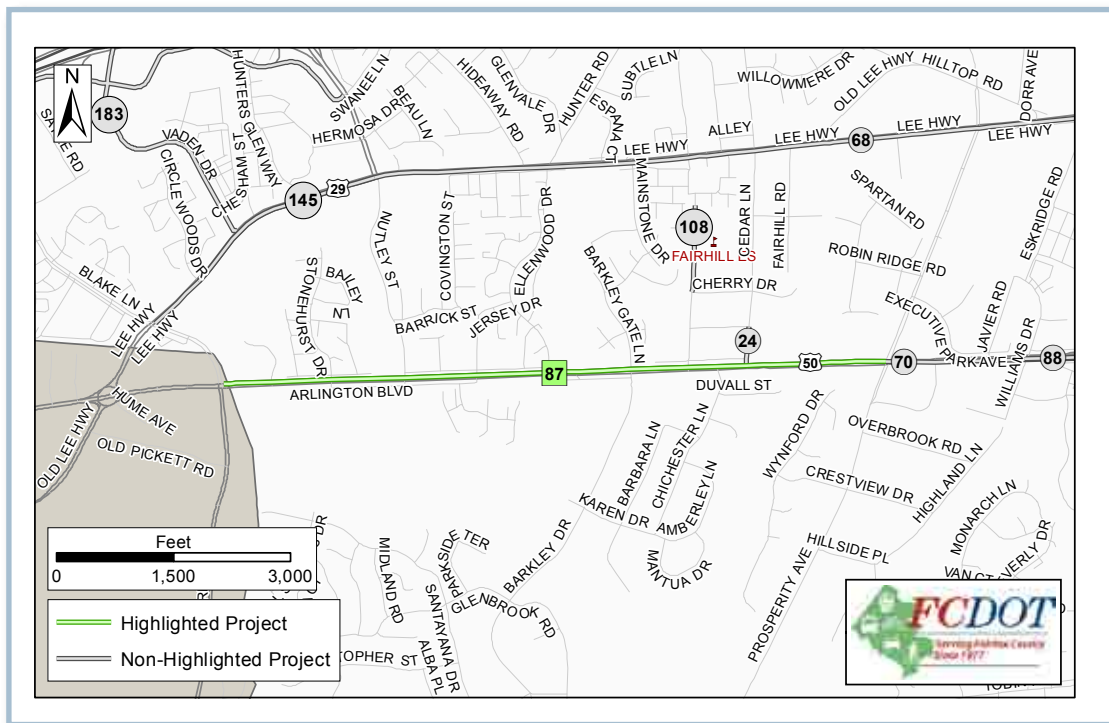 N
183
SWANEE LN
HIDEAWAY RD
GLENVALE DR
HUNTER RD
SUBTLE LN
WILLOWMERE DR
OLD LEE HWY
HILLTOP RD
DORR AVE
HUNTERS GLEN WAY
HERMOSA DR
BEAU LN
ESPANA CT
ALLEY
LEE HWY
LEE HWY
LEE HWY
LEE HWY
68
VADEN DR
CIRCLE WOODS DR
145
29
MAINSTONE DR
108
FAIRHILL ES
CEDAR LN
FAIRHILL RD
SPARTAN RD
ESKRIDGE RD
ROBIN RIDGE RD
NUTLEY ST
COVINGTON ST
ELLENWOOD DR
BARKLEY GATE LN
CHERRY DR
BLAKE LN
STONEHURST DR
BAILEY LN
BARRICK ST
JERSEY DR
EXECUTIVE PARK AVE
JAVIER RD
WILLIAMS DR
LEE HWY
LEE HWY
24
87
50
70
88
ARLINGTON BLVD
DUVALL ST
HUME AVE
OLD LEE HWY
OLD PICKETT RD
BARBARA LN
CHICHESTER LN
AMBERLEY LN
WYNFORD DR
OVERBROOK RD
CRESTVIEW DR
HIGHLAND LN
MONARCH LN
KAREN DR
MANTUA DR
BARKLEY DR
HILLSIDE PL
PROSPERITY AVE
MIDLAND RD
PARKSIDE TER
GLENBROOK RD
SANTAYANA DR
ALBA PL
Feet
0 1,500 3,000
Highlighted Project
Non-Highlighted Project
FCDOT
Serving Fairfax County
Since 1977